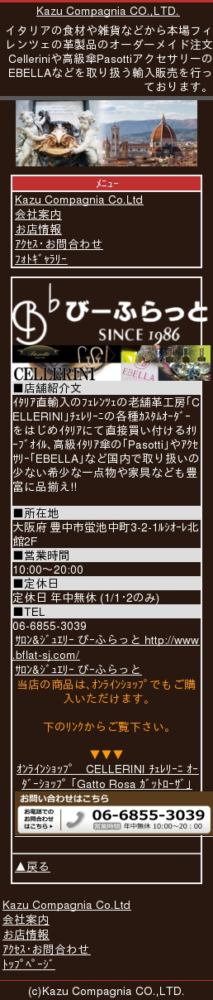 Kazu Compagnia CO.,LTD.
イタリアの食材や雑貨などから本場フィ
レンツェの革製品のオーダーメイド注文
Celleriniや高級傘Pasottiアクセサリーの
EBELLAなどを取り扱う輸入販売を行っ
ております。
ﾒﾆｭｰ
Kazu Compagnia Co.Ltd
会社案内
お店情報
ｱｸｾｽ･お問合わせ
ﾌｫﾄｷﾞｬﾗﾘｰ
b びーふらっと
B SINCE 1986
Pasotti
CELLERINI EBELLA
■店舗紹介文
ｲﾀﾘｱ直輸入のﾌｪﾚﾝﾂｪの老舗革工房｢C
ELLERINI｣ﾁｪﾚﾘｰﾆの各種ｶｽﾀﾑｵｰﾀﾞｰ
をはじめｲﾀﾘｱにて直接買い付けるｵﾘ
ｰﾌﾞｵｲﾙ､高級ｲﾀﾘｱ傘の｢Pasotti｣やｱｸｾ
ｻﾘｰ｢EBELLA｣など国内で取り扱いの
少ない希少な一点物や家具なども豊
富に品揃え!!
■所在地
大阪府 豊中市蛍池中町3-2-1ﾙｼｵｰﾚ北
館2F
■営業時間
10:00～20:00
■定休日
定休日 年中無休 (1/1･2のみ)
■TEL
06-6855-3039
ｻﾛﾝ&ｼﾞｭｴﾘｰ びーふらっと http://www
.bflat-sj.com/
ｻﾛﾝ&ｼﾞｭｴﾘｰ びーふらっと
当店の商品は､ｵﾝﾗｲﾝｼｮｯﾌﾟでもご購
入いただけます。
下のﾘﾝｸからご覧下さい。
▼▼▼
ｵﾝﾗｲﾝｼｮｯﾌﾟ　CELLERINI ﾁｪﾚﾘｰﾆ ｵｰ
ﾀﾞｰｼｮｯﾌﾟ ｢Gatto Rosa ｶﾞｯﾄﾛｰｻﾞ｣
お問い合わせはこちら
お電話での
お問合わせ
はこちら▶
06-6855-3039
営業時間 年中無休 10:00～20:00
▲戻る
Kazu Compagnia Co.Ltd
会社案内
お店情報
ｱｸｾｽ･お問合わせ
ﾄｯﾌﾟﾍﾟｰｼﾞ
(c)Kazu Compagnia CO.,LTD.